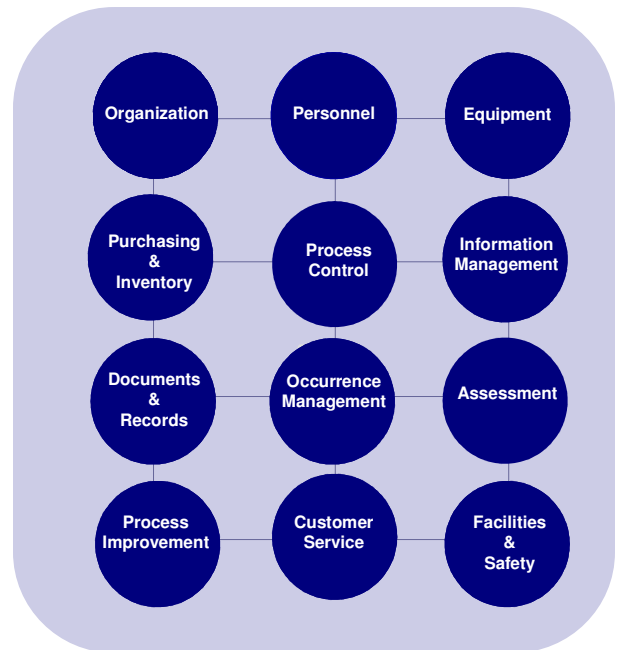 Organization
Personnel
Equipment
Purchasing
&
Inventory
Process
Control
Information
Management
Documents
&
Records
Occurrence
Management
Assessment
Process
Improvement
Customer
Service
Facilities
&
Safety